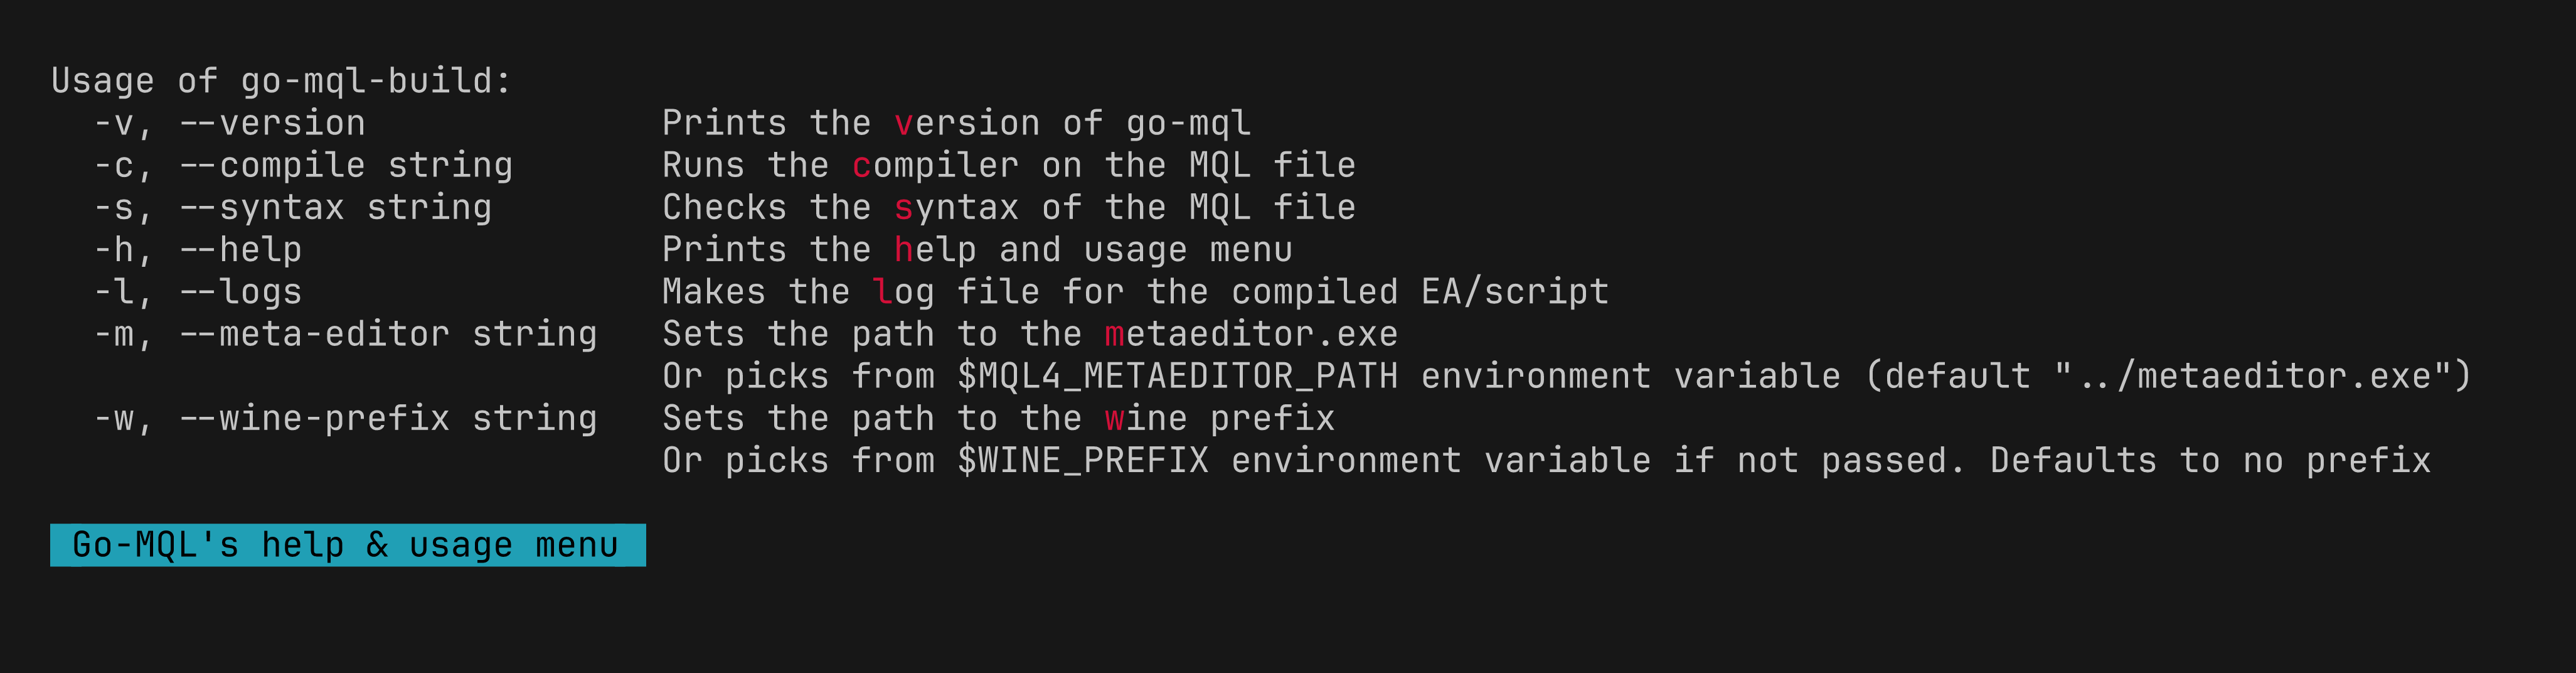 Usage of go-mql-build:
  -v, --version              Prints the version of go-mql
  -c, --compile string       Runs the compiler on the MQL file
  -s, --syntax string        Checks the syntax of the MQL file
  -h, --help                 Prints the help and usage menu
  -l, --logs                 Makes the log file for the compiled EA/script
  -m, --meta-editor string   Sets the path to the metaeditor.exe
                             Or picks from $MQL4_METAEDITOR_PATH environment variable (default "../metaeditor.exe")
  -w, --wine-prefix string   Sets the path to the wine prefix
                             Or picks from $WINE_PREFIX environment variable if not passed. Defaults to no prefix
Go-MQL's help & usage menu